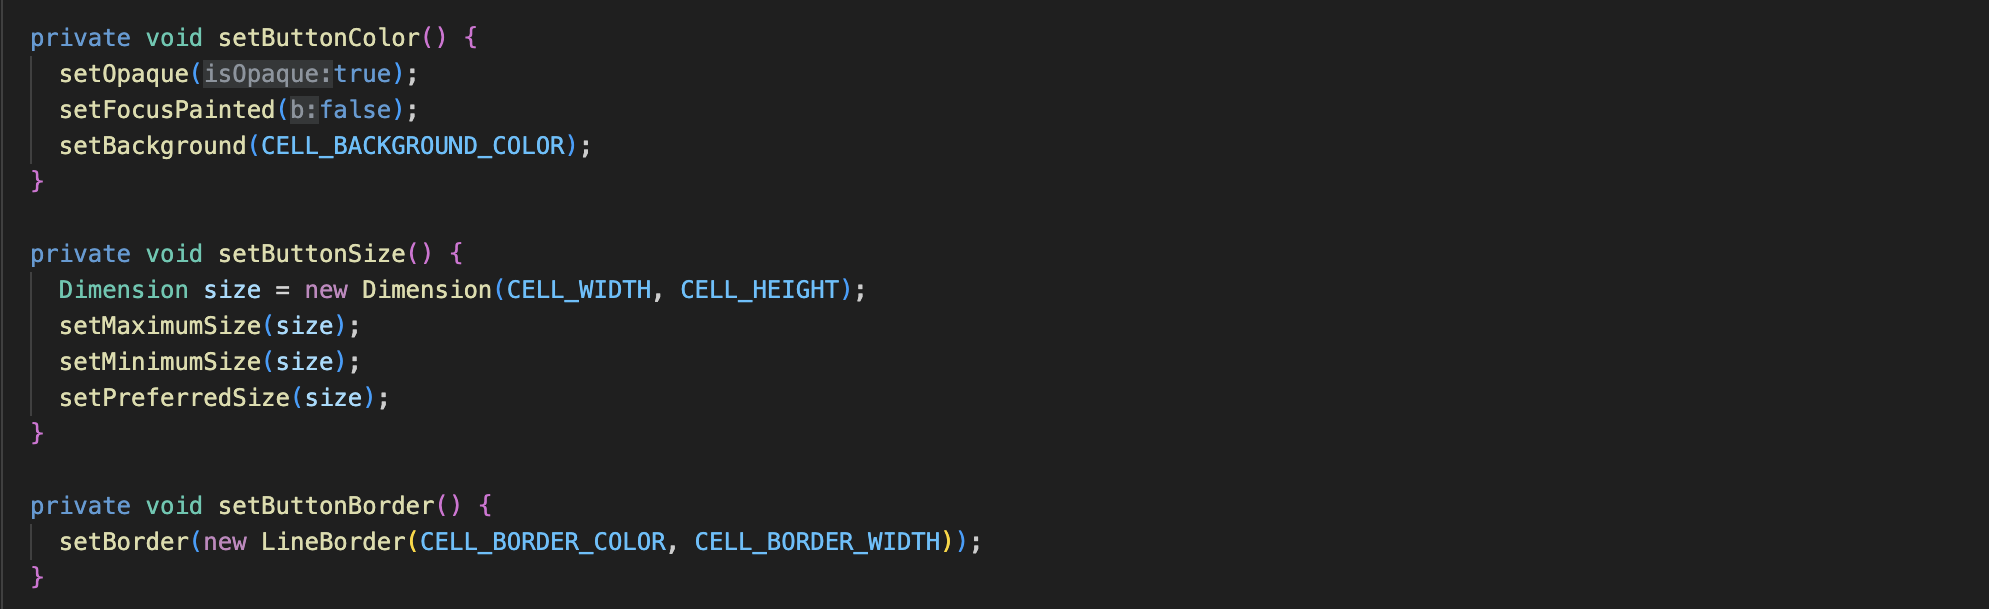 private void setButtonColor() {
setOpaque(isOpaque:true);
setFocusPainted(b:false);
setBackground(CELL_BACKGROUND_COLOR);
}
private void setButtonSize() {
Dimension size = new Dimension(CELL_WIDTH, CELL_HEIGHT);
setMaximumSize(size);
setMinimumSize(size);
setPreferredSize(size);
}
private void setButtonBorder() {
setBorder(new LineBorder(CELL_BORDER_COLOR, CELL_BORDER_WIDTH));
}